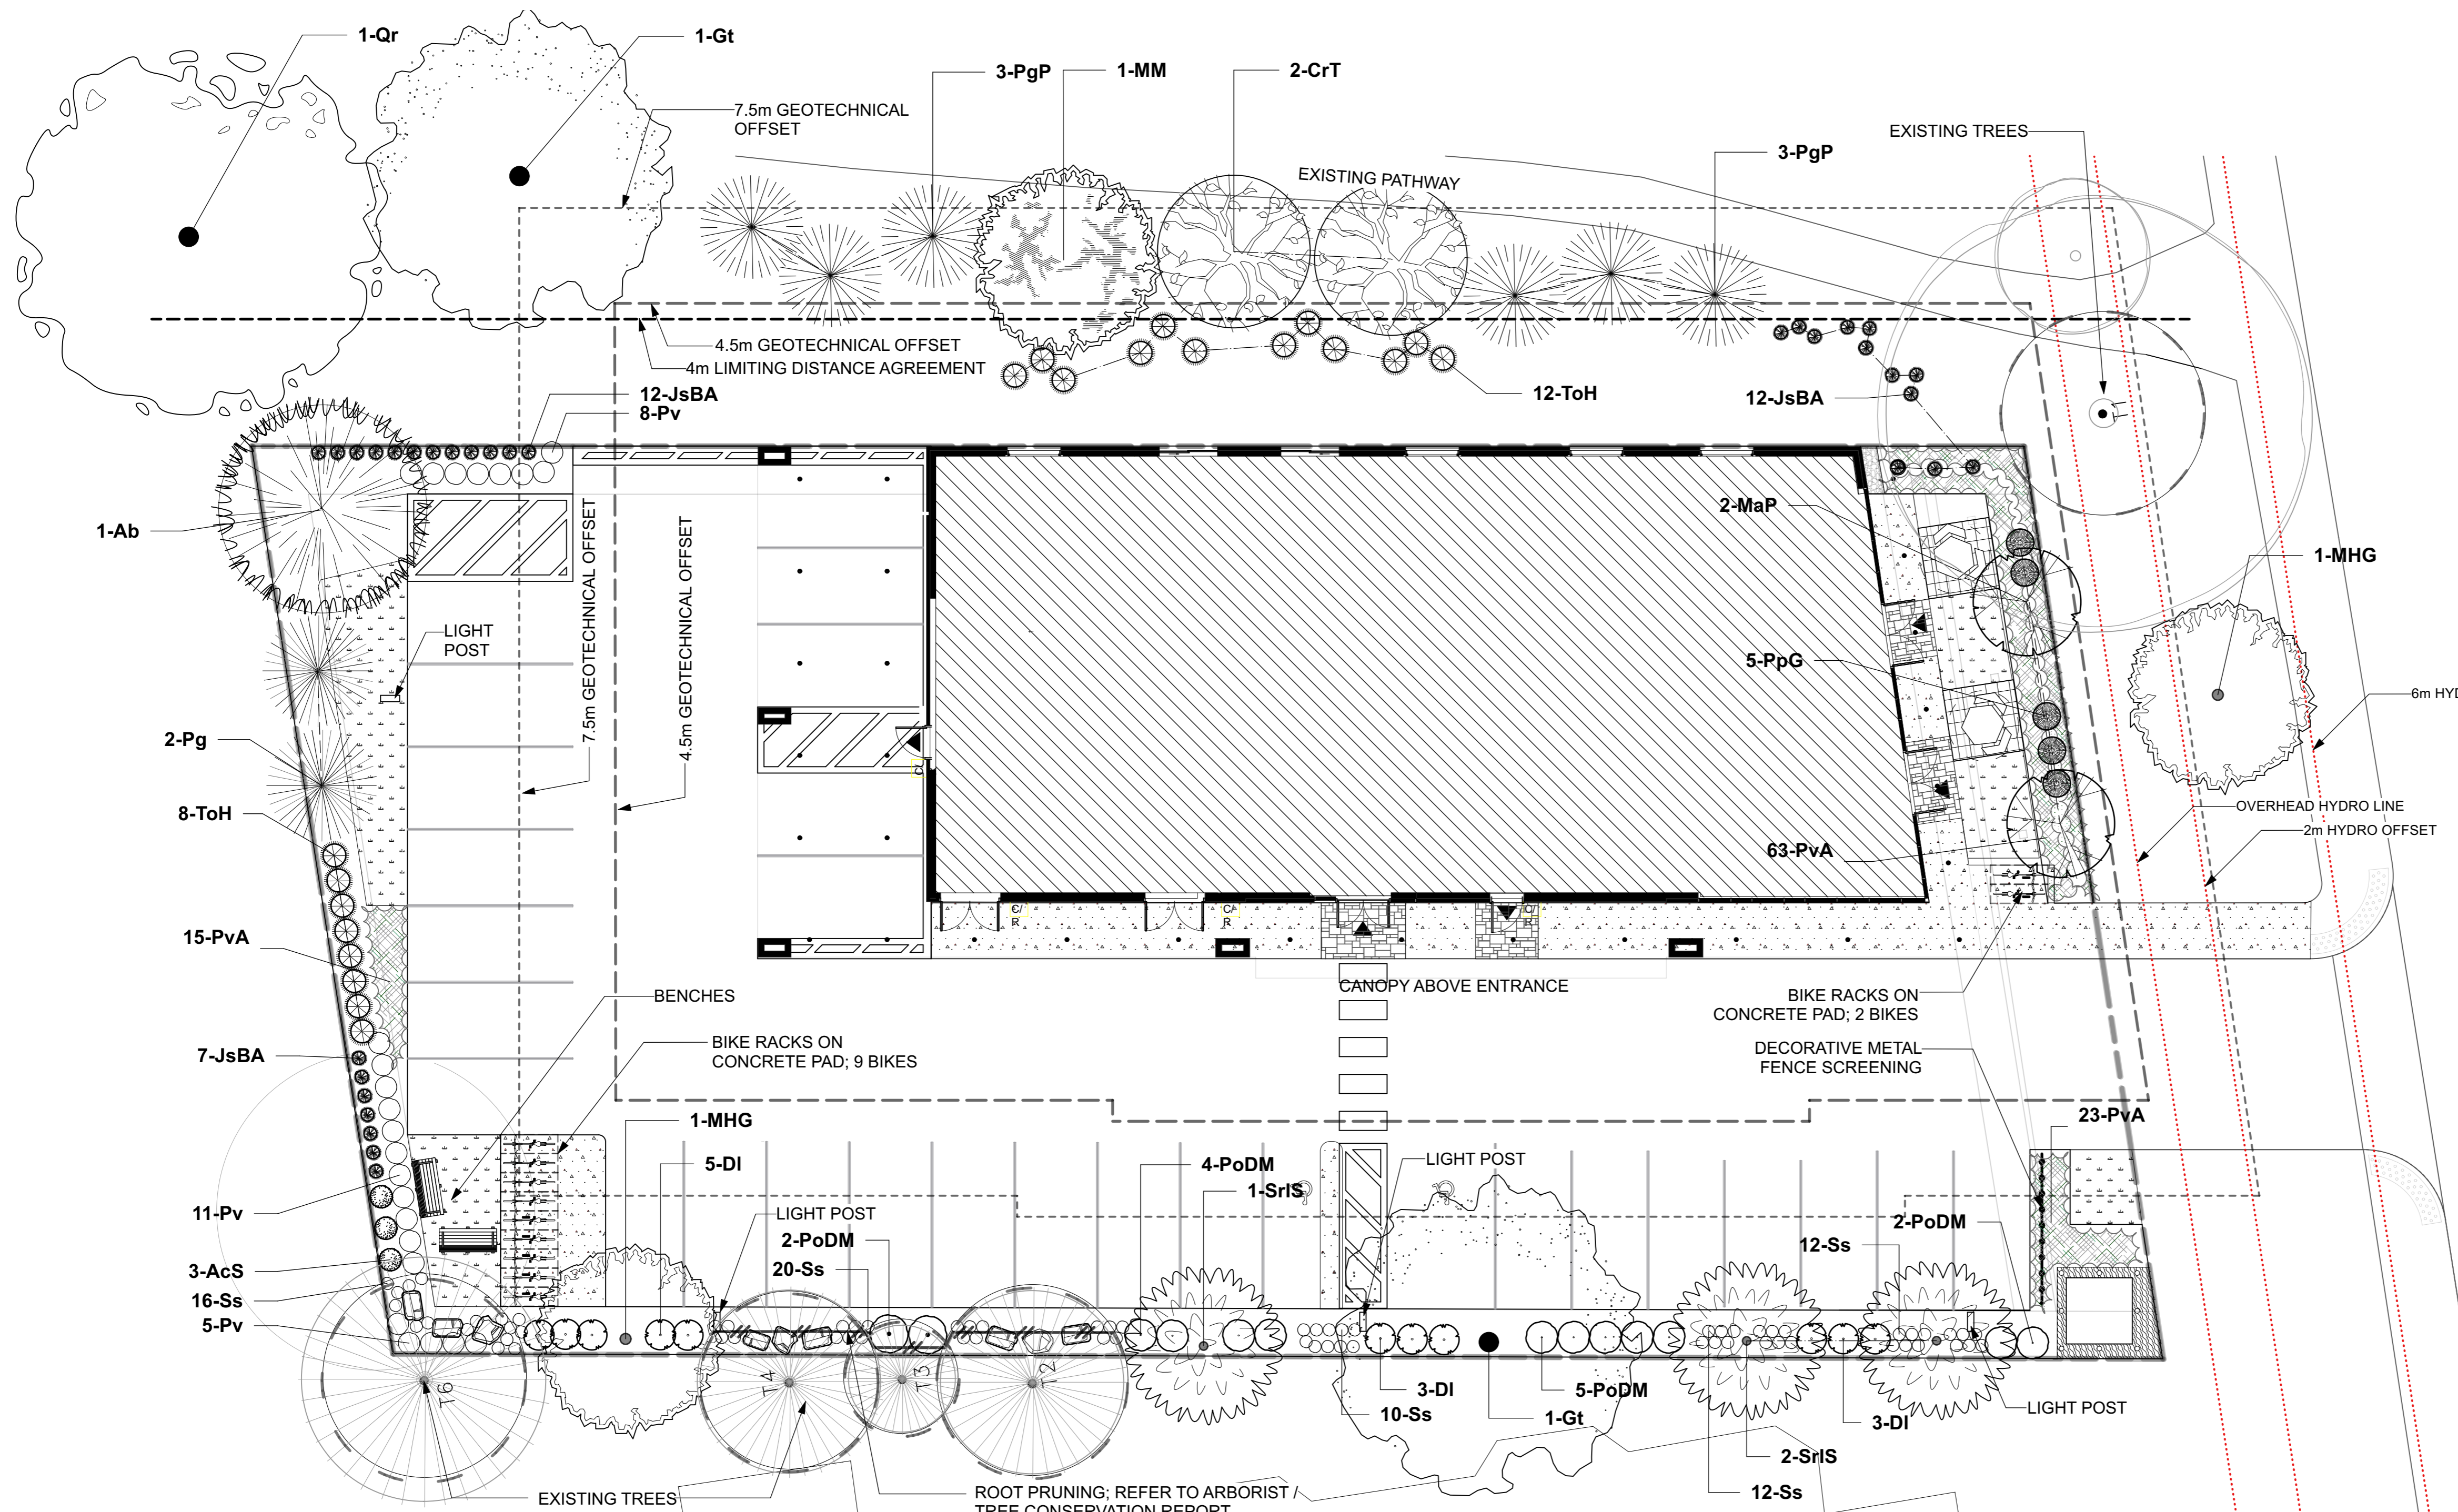 1-Qr
1-Gt
3-PgP
1-MM
2-CrT
7.5m GEOTECHNICAL
OFFSET
EXISTING TREES
3-PgP
EXISTING PATHWAY
4.5m GEOTECHNICAL OFFSET
4m LIMITING DISTANCE AGREEMENT
12-JsBA
8-Pv
12-ToH
12-JsBA
1-Ab
2-MaP
1-MHG
7.5m GEOTECHNICAL OFFSET
4.5m GEOTECHNICAL OFFSET
LIGHT
POST
5-PpG
6m HYD
2-Pg
C/
8-ToH
OVERHEAD HYDRO LINE
2m HYDRO OFFSET
63-PvA
C/
R
C/
R
C/
R
15-PvA
CANOPY ABOVE ENTRANCE
BENCHES
BIKE RACKS ON
CONCRETE PAD; 2 BIKES
BIKE RACKS ON
CONCRETE PAD; 9 BIKES
7-JsBA
DECORATIVE METAL
FENCE SCREENING
1-MHG
23-PvA
5-DI
4-PoDM
LIGHT POST
1-SrIS
11-Pv
LIGHT POST
2-PoDM
2-PoDM
12-Ss
20-Ss
3-AcS
16-Ss
5-Pv
T6
T4
T3
T2
3-DI
5-PoDM
10-Ss
1-Gt
3-DI
LIGHT POST
2-SrIS
12-Ss
EXISTING TREES
ROOT PRUNING; REFER TO ARBORIST /
TREE CONSERVATION REPORT